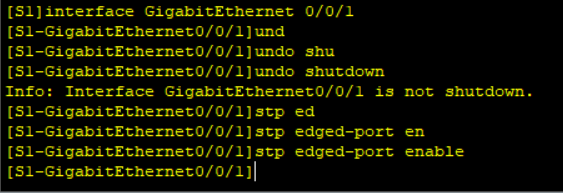 [S1]interface GigabitEthernet 0/0/1
[S1-GigabitEthernet0/0/1]und
[S1-GigabitEthernet0/0/1]undo shu
[S1-GigabitEthernet0/0/1]undo shutdown
Info: Interface GigabitEthernet0/0/1 is not shutdown.
[S1-GigabitEthernet0/0/1]stp ed
[S1-GigabitEthernet0/0/1]stp edged-port en
[S1-GigabitEthernet0/0/1]stp edged-port enable
[S1-GigabitEthernet0/0/1]